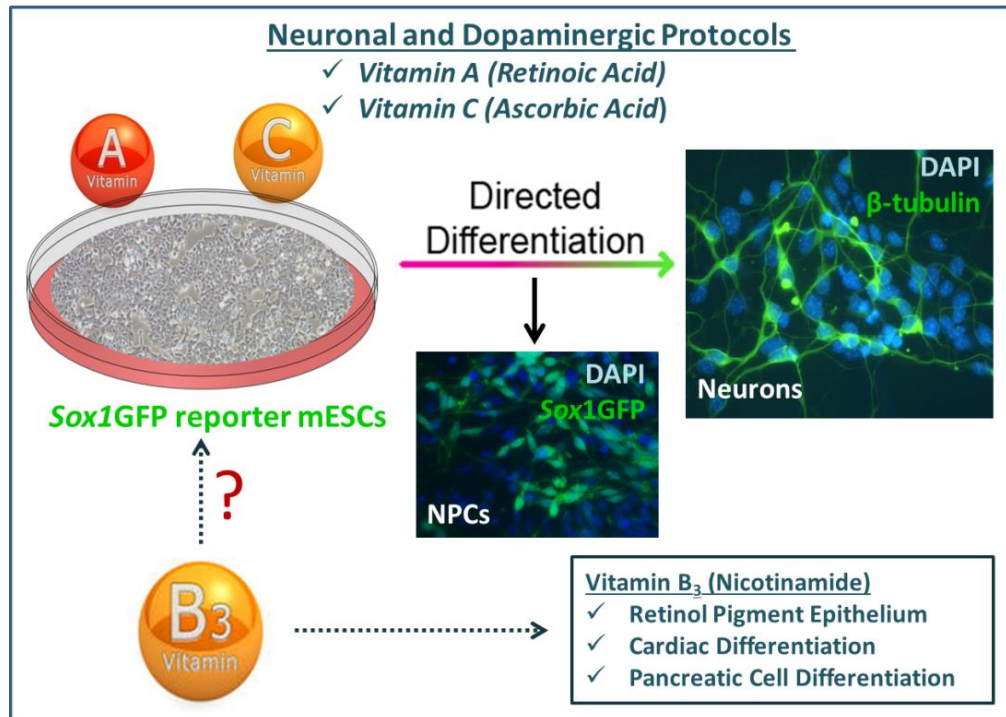 Neuronal and Dopaminergic Protocols
✓ Vitamin A (Retinoic Acid)
✓ Vitamin C (Ascorbic Acid)
A
Vitamin
C
Vitamin
Directed
Differentiation
DAPI
β-tubulin
Neurons
DAPI
Sox1GFP
NPCs
Sox1GFP reporter mESCs
?
B3
Vitamin
Vitamin B3 (Nicotinamide)
✓ Retinol Pigment Epithelium
✓ Cardiac Differentiation
✓ Pancreatic Cell Differentiation